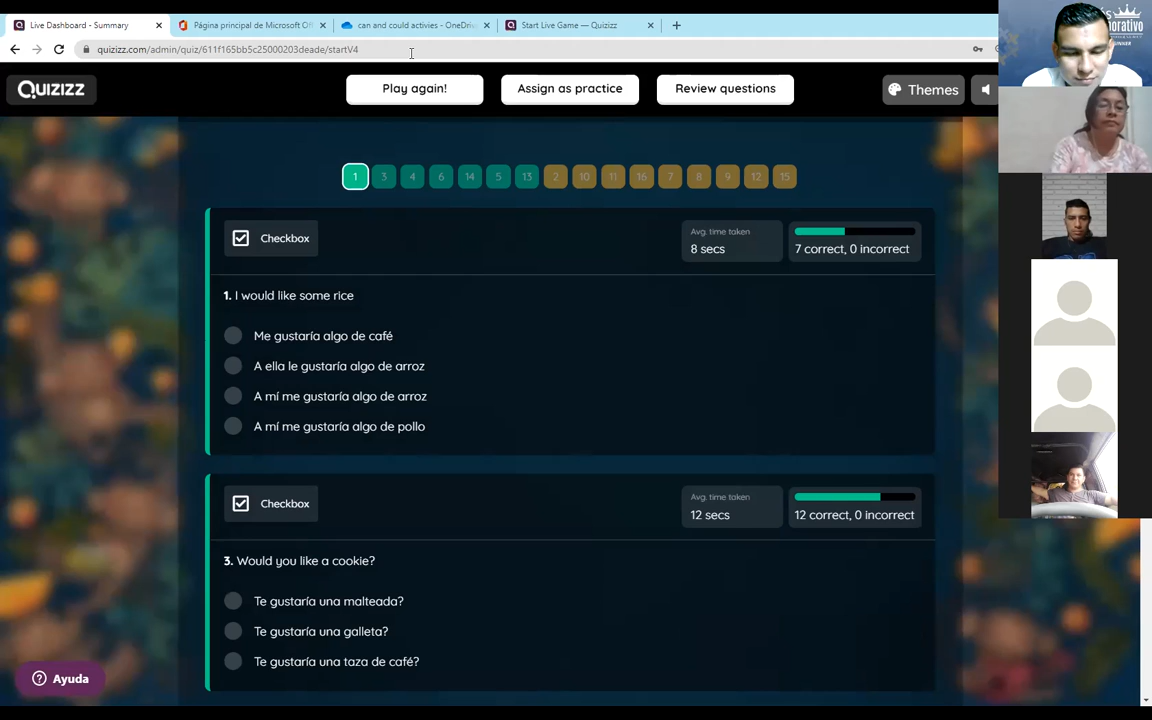 Live Dashboard - Summary
Página principal de Microsoft Off
can and could activies - OneDri
Start Live Game — Quizizz
quizizz.com/admin/quiz/611f165bb5c25000203deade/startV4
QUIZIZZ
Play again!
Assign as practice
Review questions
Themes
1 3 4 6 14 5 13 2 10 11 16 7 8 9 12 15
Checkbox
Avg. time taken
8 secs
7 correct, 0 incorrect
1. I would like some rice
Me gustaría algo de café
A ella le gustaría algo de arroz
A mí me gustaría algo de arroz
A mí me gustaría algo de pollo
Checkbox
Avg. time taken
12 secs
12 correct, 0 incorrect
3. Would you like a cookie?
Te gustaría una malteada?
Te gustaría una galleta?
Te gustaría una taza de café?
Ayuda